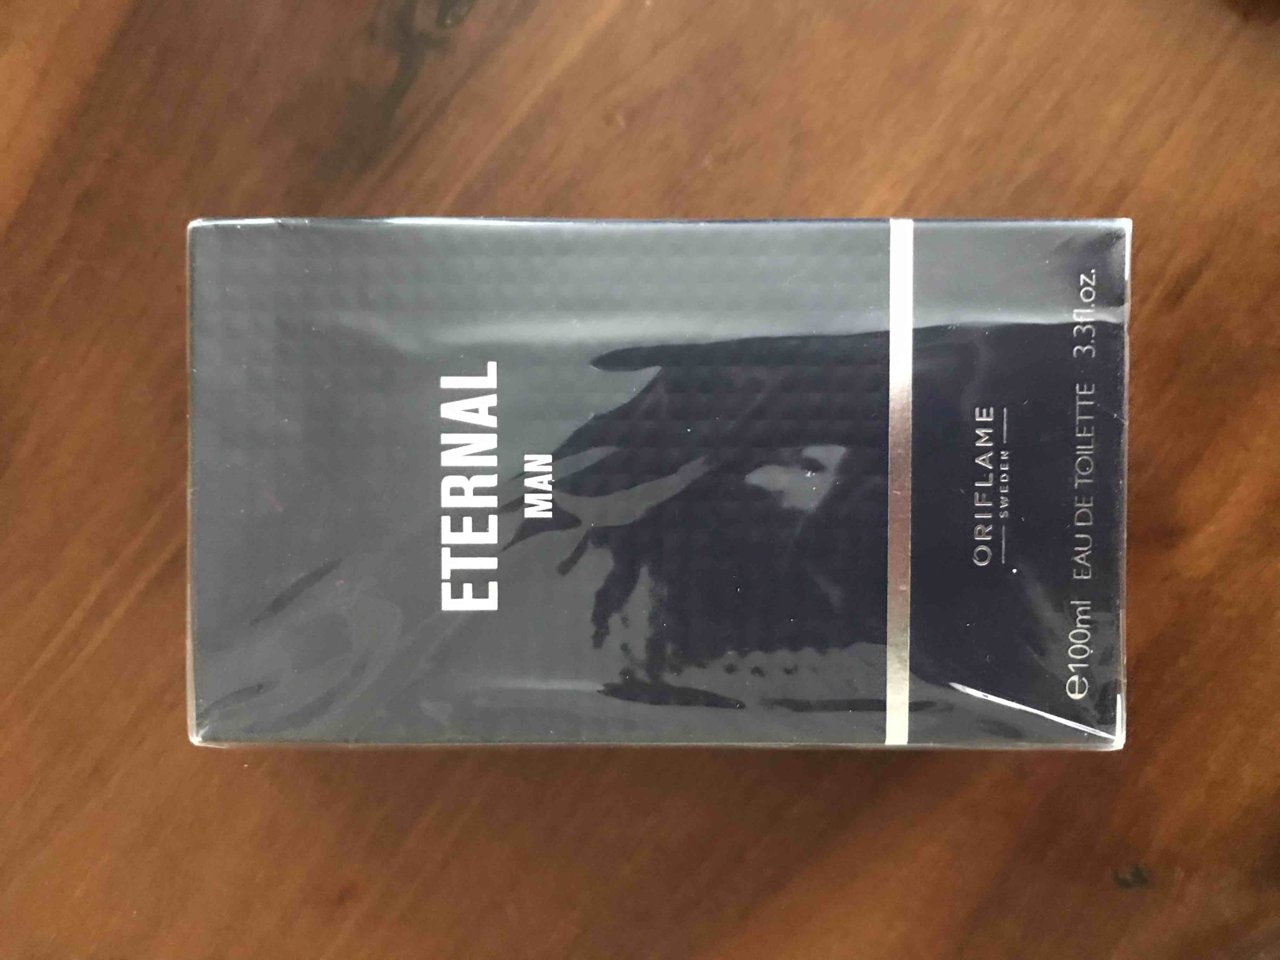 ETERNAL
MAN
ORIFLAME
SWEDEN
℮100ml EAU DE TOILETTE 3.3fl.oz.